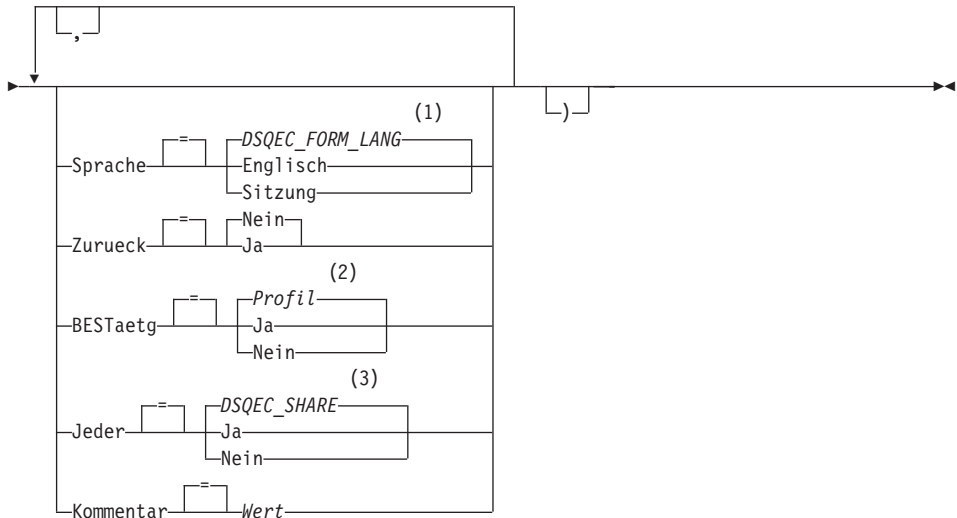 ,
)
(1)
= DSQEC_FORM_LANG
Sprache Englisch
Sitzung
= Nein
Zurueck Ja
(2)
= Profil
BESTaetg Ja
Nein
(3)
= DSQEC_SHARE
Jeder Ja
Nein
=
Kommentar Wert